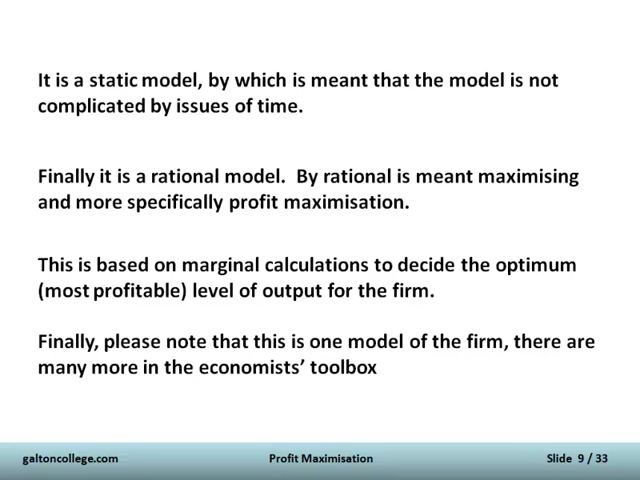 It is a static model, by which is meant that the model is not
complicated by issues of time.
Finally it is a rational model.  By rational is meant maximising
and more specifically profit maximisation.
This is based on marginal calculations to decide the optimum
(most profitable) level of output for the firm.
Finally, please note that this is one model of the firm, there are
many more in the economists’ toolbox
galtoncollege.com Profit Maximisation Slide 9 / 33